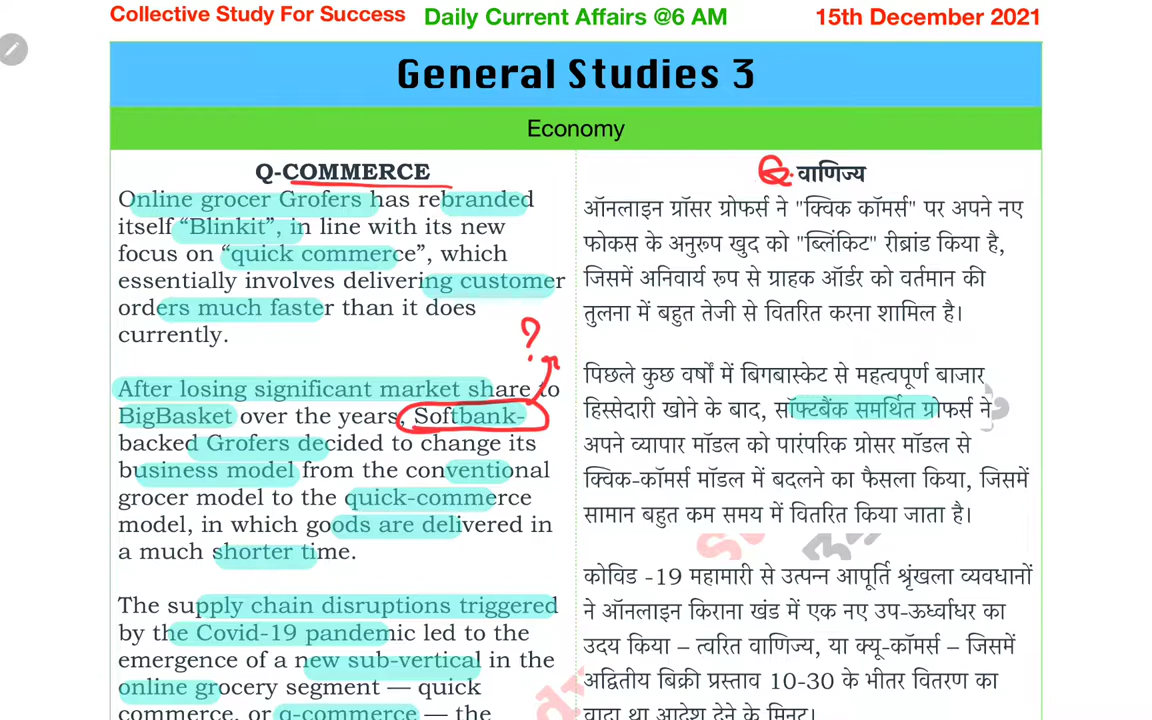 Collective Study For Success Daily Current Affairs @6 AM 15th December 2021
General Studies 3
Economy
Q-COMMERCE
Online grocer Grofers has rebranded
itself “Blinkit”, in line with its new
focus on “quick commerce”, which
essentially involves delivering customer
orders much faster than it does
currently.
?
After losing significant market share to
BigBasket over the years, Softbank-
backed Grofers decided to change its
business model from the conventional
grocer model to the quick-commerce
model, in which goods are delivered in
a much shorter time.
The supply chain disruptions triggered
by the Covid-19 pandemic led to the
emergence of a new sub-vertical in the
online grocery segment — quick
commerce, or q-commerce — the
वाणिज्य
ऑनलाइन ग्रॉसर ग्रोफर्स ने "क्विक कॉमर्स" पर अपने नए
फोकस के अनुरूप खुद को "ब्लिंकिट" रीब्रांड किया है,
जिसमें अनिवार्य रूप से ग्राहक ऑर्डर को वर्तमान की
तुलना में बहुत तेजी से वितरित करना शामिल है।
पिछले कुछ वर्षों में बिगबास्केट से महत्वपूर्ण बाजार
हिस्सेदारी खोने के बाद, सॉफ्टबैंक समर्थित ग्रोफर्स ने
अपने व्यापार मॉडल को पारंपरिक ग्रोसर मॉडल से
क्विक-कॉमर्स मॉडल में बदलने का फैसला किया, जिसमें
सामान बहुत कम समय में वितरित किया जाता है।
कोविड -19 महामारी से उत्पन्न आपूर्ति श्रृंखला व्यवधानों
ने ऑनलाइन किराना खंड में एक नए उप-ऊर्ध्वाधर का
उदय किया – त्वरित वाणिज्य, या क्यू-कॉमर्स – जिसमें
अद्वितीय बिक्री प्रस्ताव 10-30 के भीतर वितरण का
वादा था आदेश देने के मिनट।